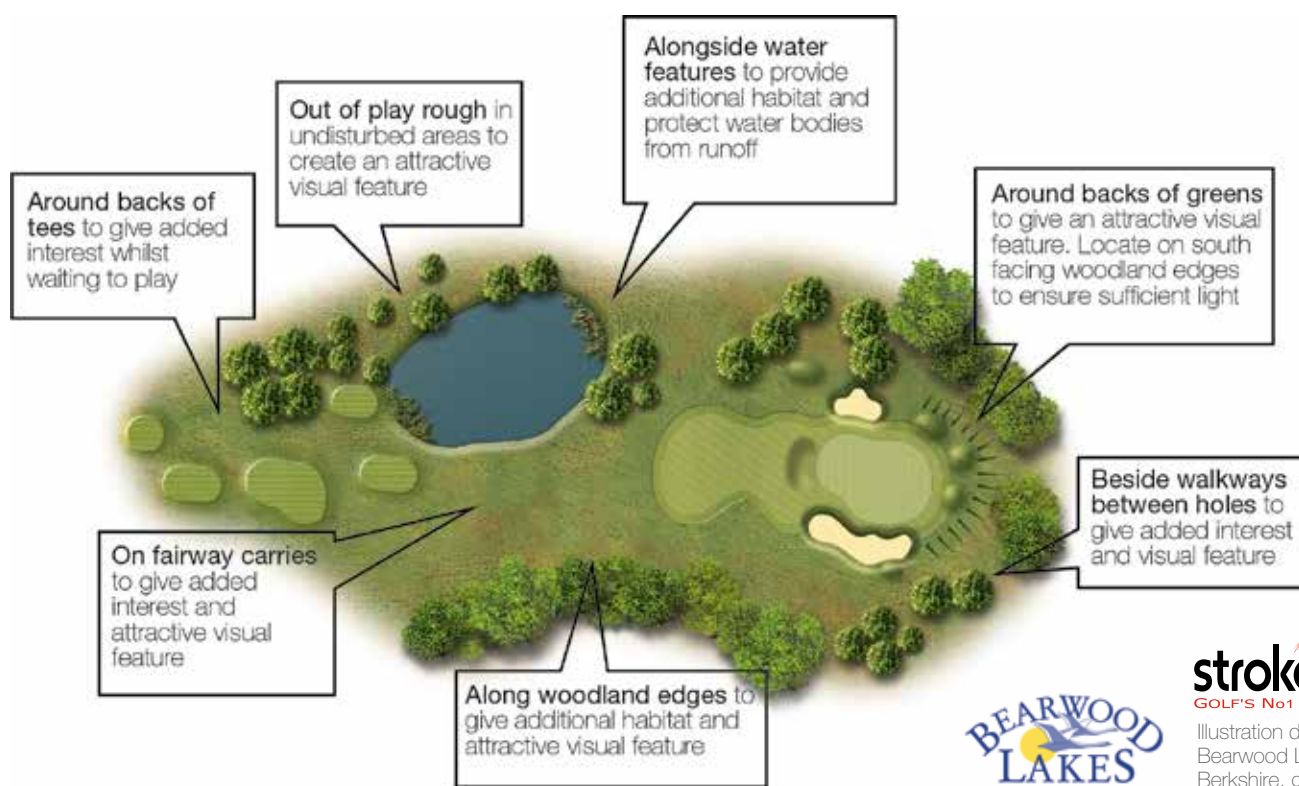 Alongside water
features to provide
additional habitat and
protect water bodies
from runoff
Out of play rough in
undisturbed areas to
create an attractive
visual feature
Around backs of
tees to give added
interest whilst
waiting to play
Around backs of greens
to give an attractive visual
feature. Locate on south
facing woodland edges
to ensure sufficient light
Beside walkways
between holes to
give added interest
and visual feature
On fairway carries
to give added
interest and
attractive visual
feature
Along woodland edges to
give additional habitat and
attractive visual feature
BEARWOOD
LAKES
GOLF'S No1
Illustration
Bearwood
Berkshire,